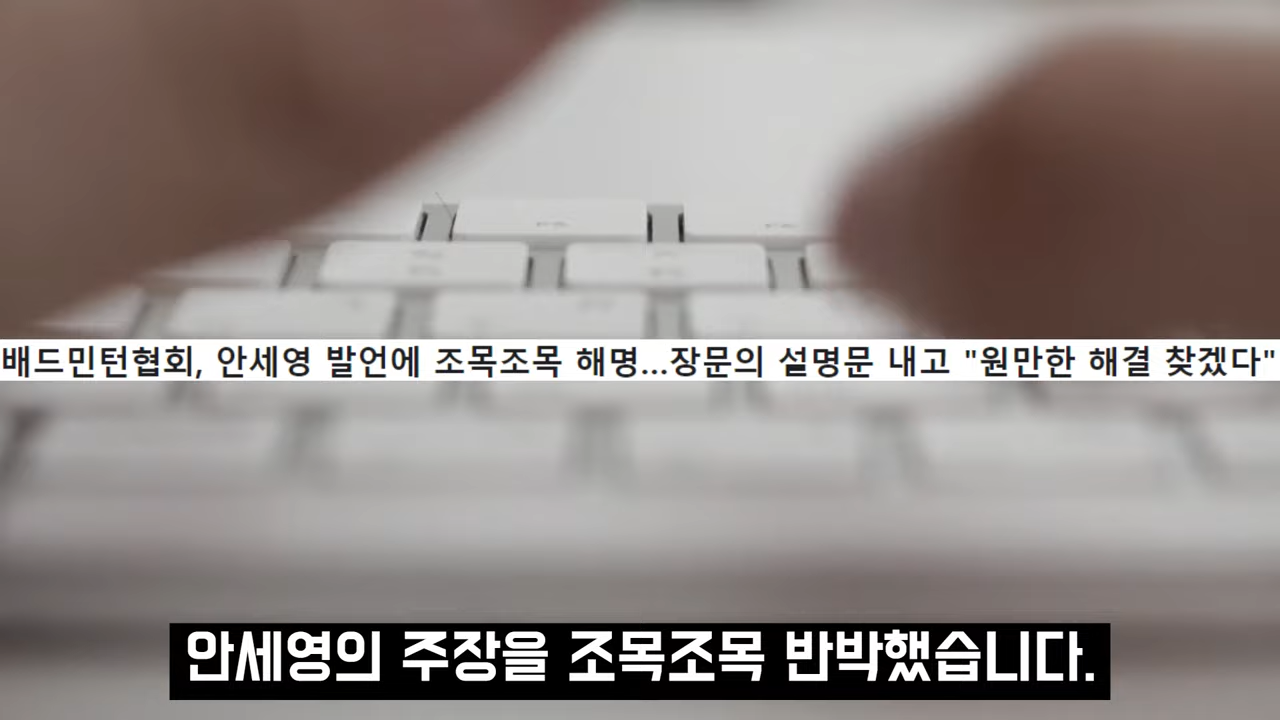 배드민턴협회, 안세영 발언에 조목조목 해명...장문의 설명문 내고 "원만한 해결 찾겠다"
안세영의 주장을 조목조목 반박했습니다.